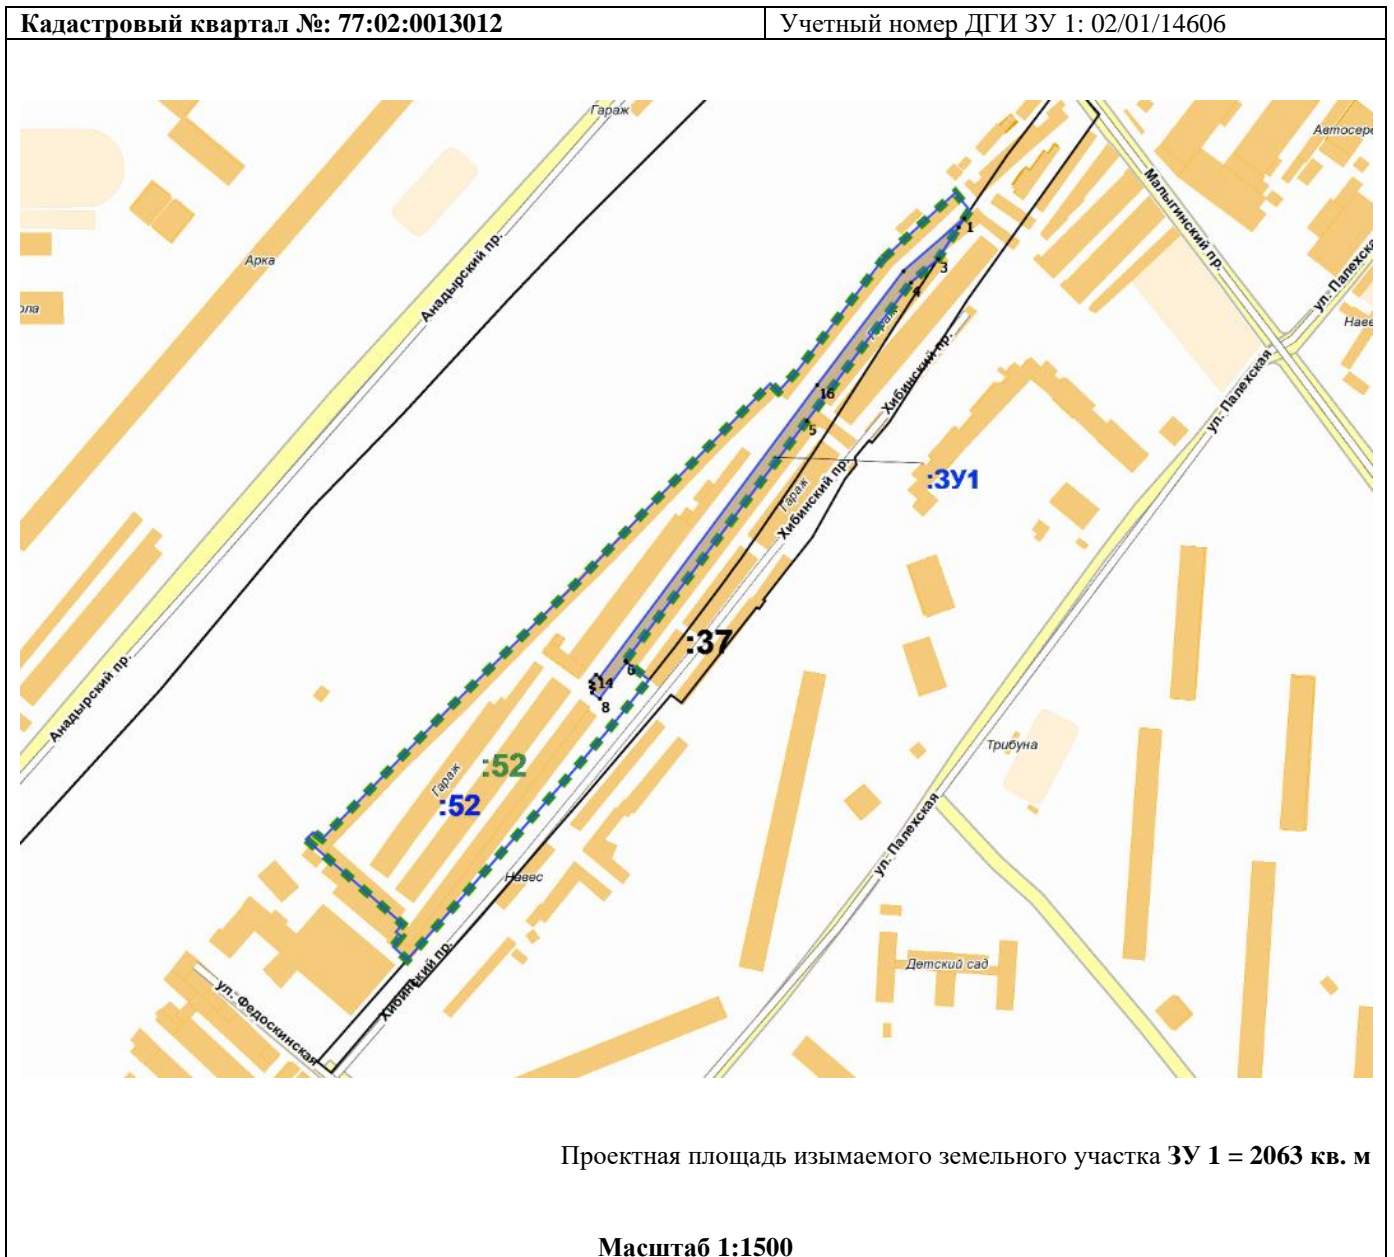 Кадастровый квартал №: 77:02:0013012
Учетный номер ДГИ ЗУ 1: 02/01/14606
Гараж
Малыгинский пр.
Арка
Анадырский пр.
1
3
4
Гараж
ул. Палехская
Хибинский пр.
16
5
:ЗУ1
Гараж
Хибинский пр.
ул. Палехская
:37
6
14
8
Анадырский пр.
Трибуна
:52
Гараж
:52
ул. Палехская
Навес
Детский сад
Хибинский пр.
ул. Федоскинская
Проектная площадь изымаемого земельного участка ЗУ 1 = 2063 кв. м
Масштаб 1:1500